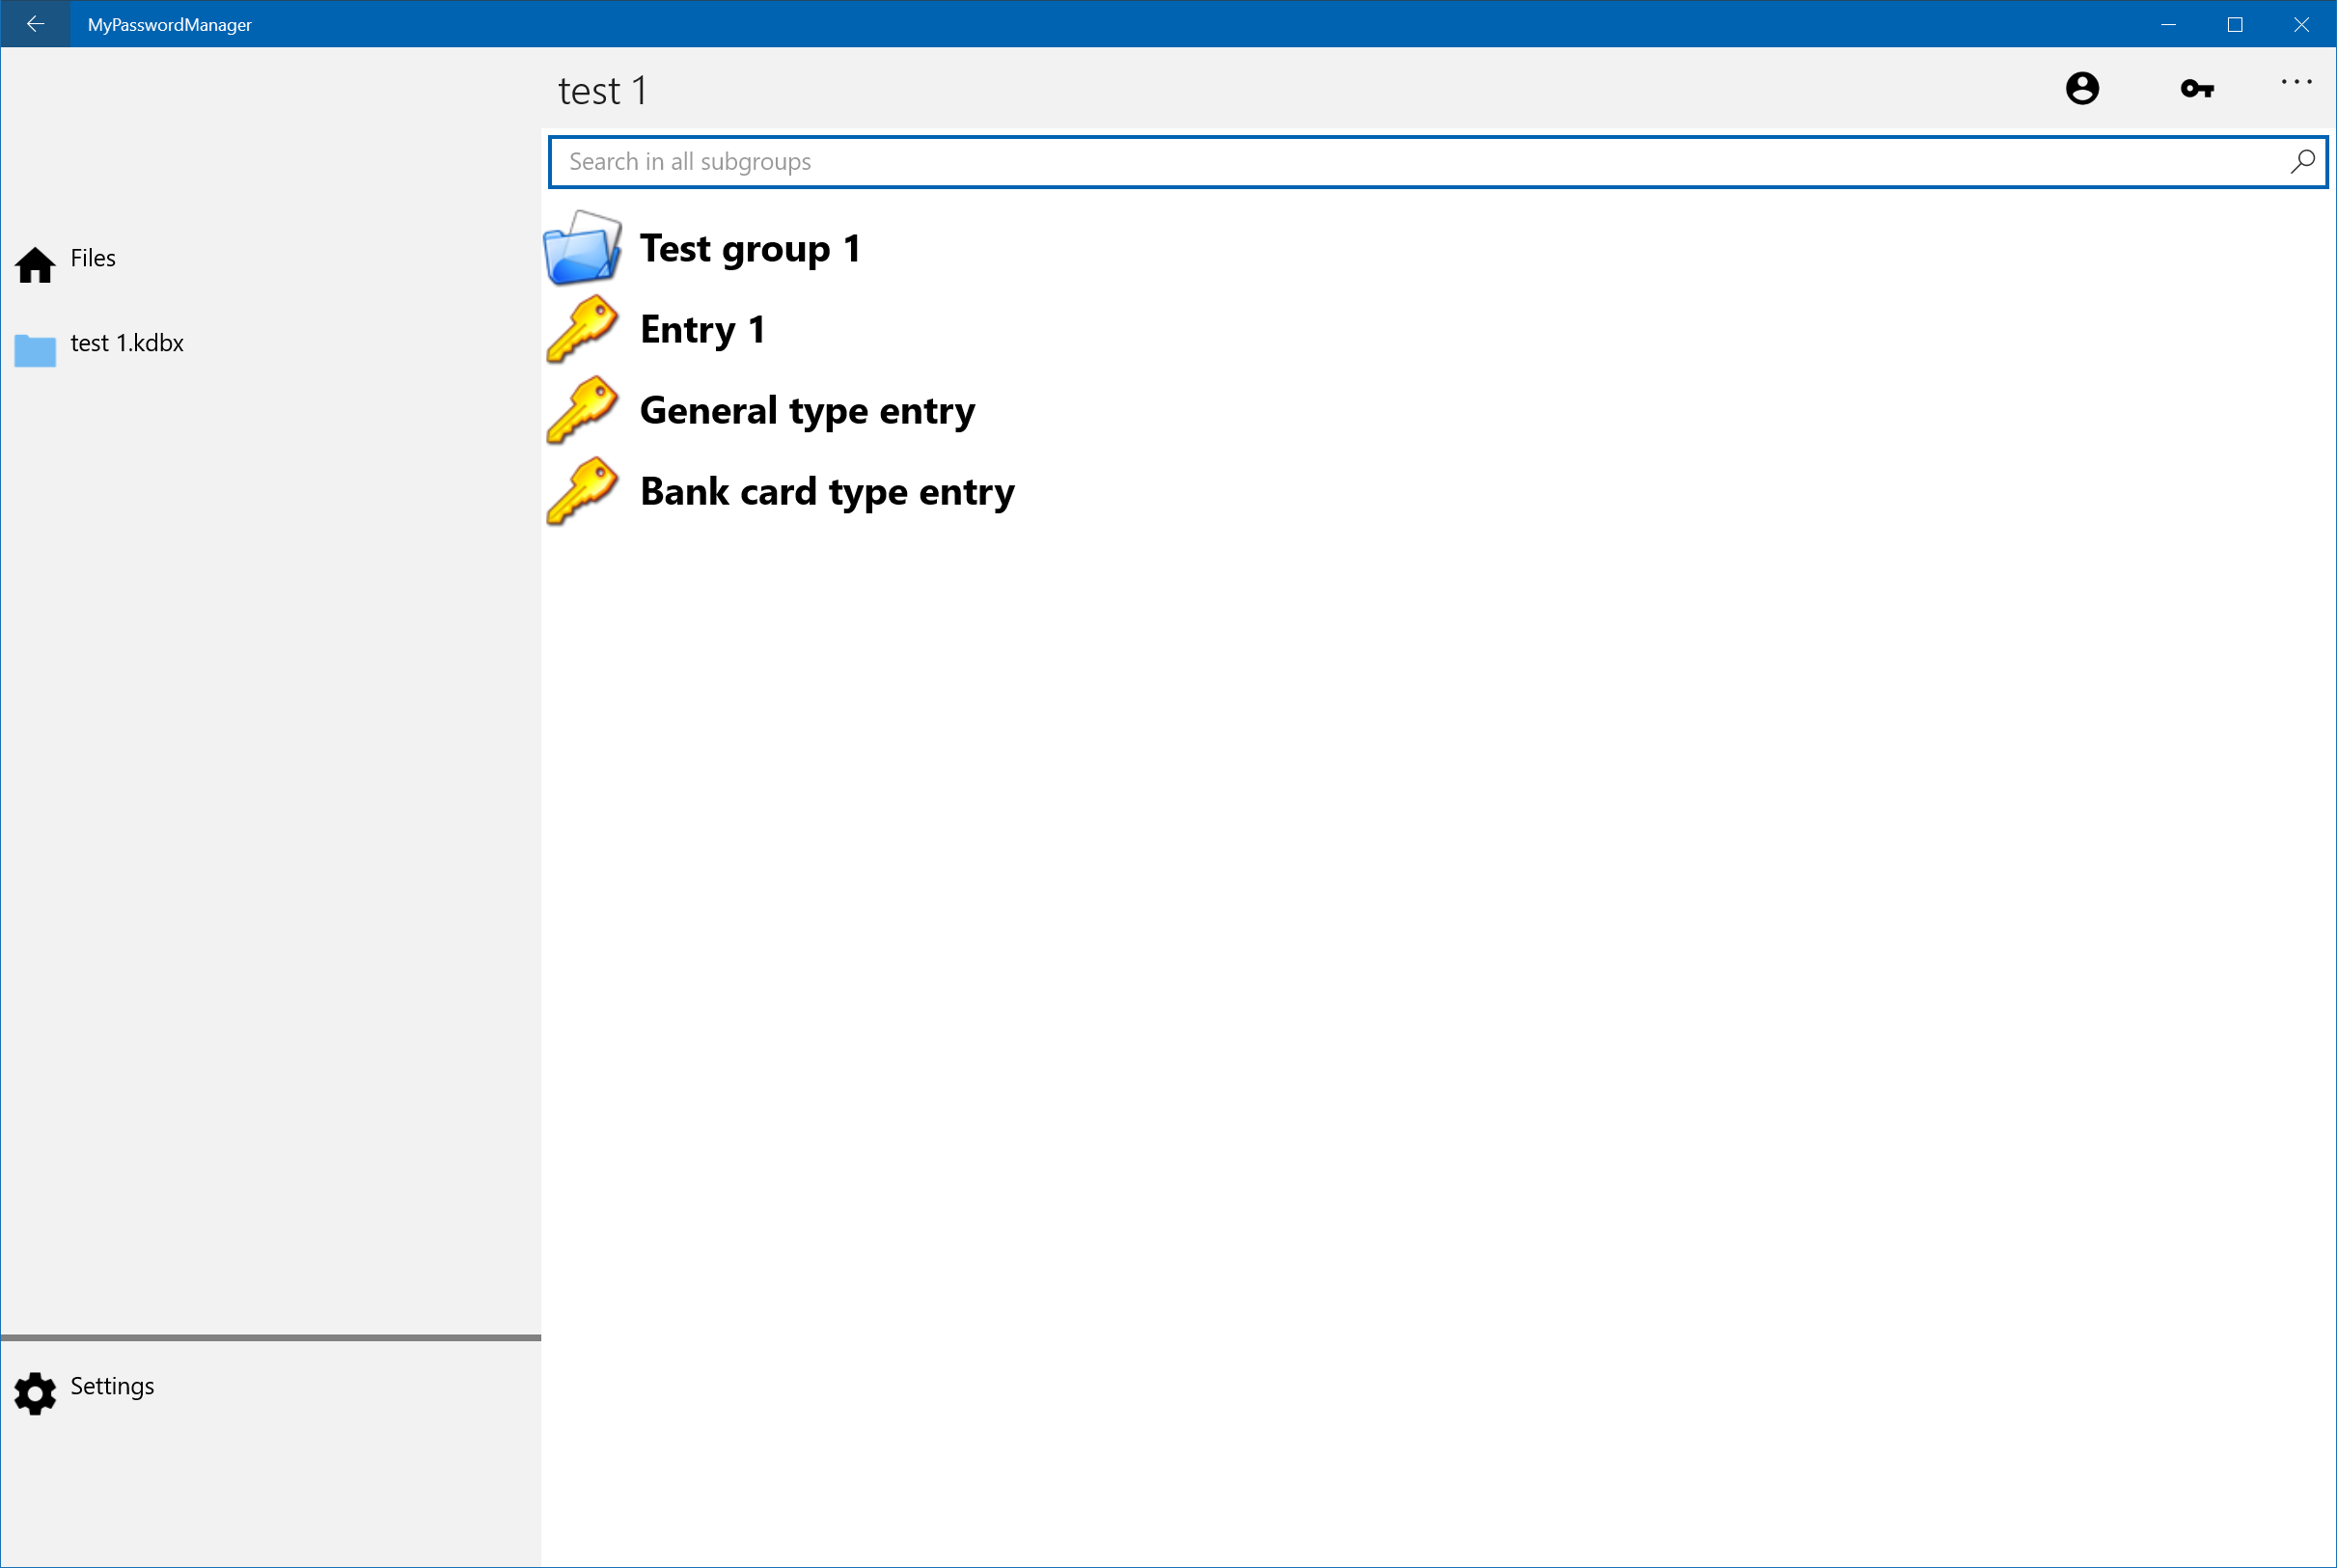 MyPasswordManager
test 1
Search in all subgroups
Files
test 1.kdbx
Test group 1
Entry 1
General type entry
Bank card type entry
Settings